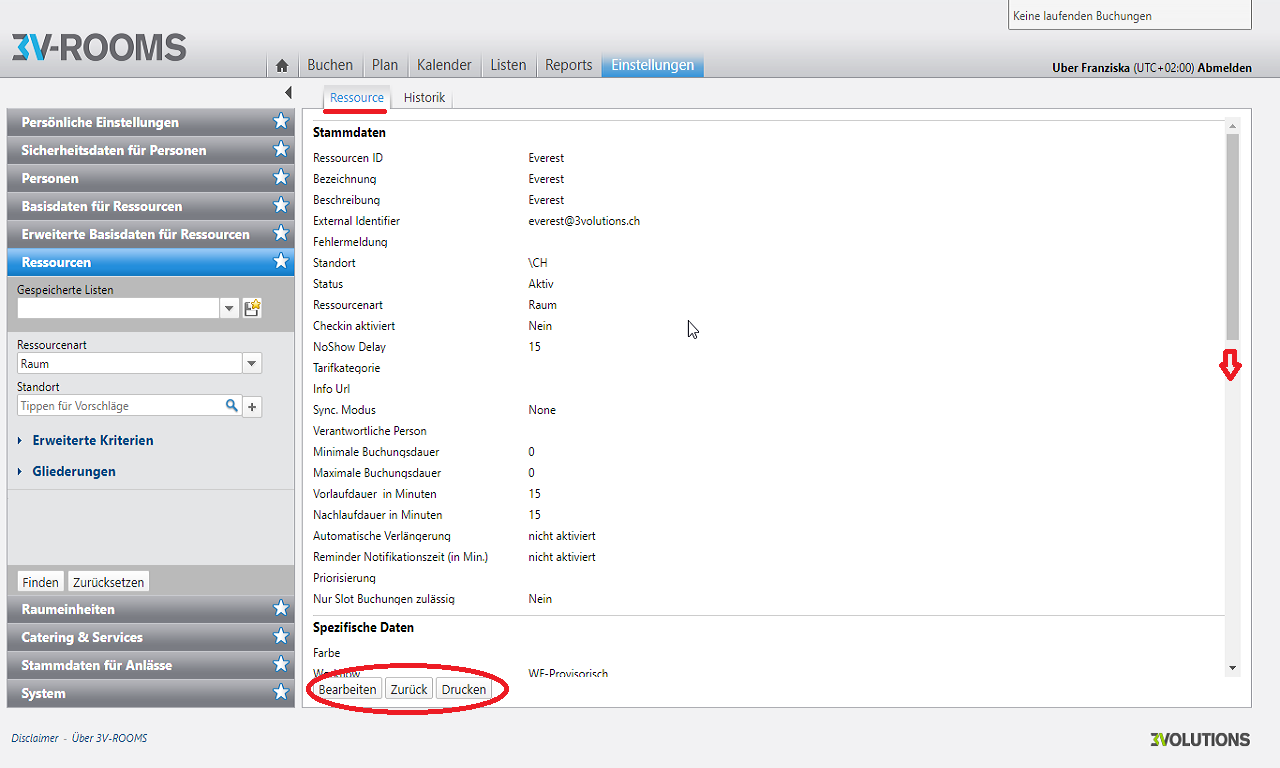 Keine laufenden Buchungen
3V-ROOMS
Buchen Plan Kalender Listen Reports Einstellungen
Uber Franziska (UTC+02:00) Abmelden
Ressource Historik
Persönliche Einstellungen
Sicherheitsdaten für Personen
Personen
Basisdaten für Ressourcen
Erweiterte Basisdaten für Ressourcen
Ressourcen
Gespeicherte Listen
Ressourcenart
Raum
Standort
Tippen für Vorschläge
Erweiterte Kriterien
Gliederungen
Finden Zurücksetzen
Raumeinheiten
Catering & Services
Stammdaten für Anlässe
System
Stammdaten
Ressourcen ID Everest
Bezeichnung Everest
Beschreibung Everest
External Identifier everest@3volutions.ch
Fehlermeldung
Standort \CH
Status Aktiv
Ressourcenart Raum
Checkin aktiviert Nein
NoShow Delay 15
Tarifkategorie
Info Url
Sync. Modus None
Verantwortliche Person
Minimale Buchungsdauer 0
Maximale Buchungsdauer 0
Vorlaufdauer in Minuten 15
Nachlaufdauer in Minuten 15
Automatische Verlängerung nicht aktiviert
Reminder Notifikationszeit (in Min.) nicht aktiviert
Priorisierung
Nur Slot Buchungen zulässig Nein
Spezifische Daten
Farbe
Workflow WF-Provisorisch
Bearbeiten Zurück Drucken
Disclaimer - Über 3V-ROOMS
3VOLUTIONS